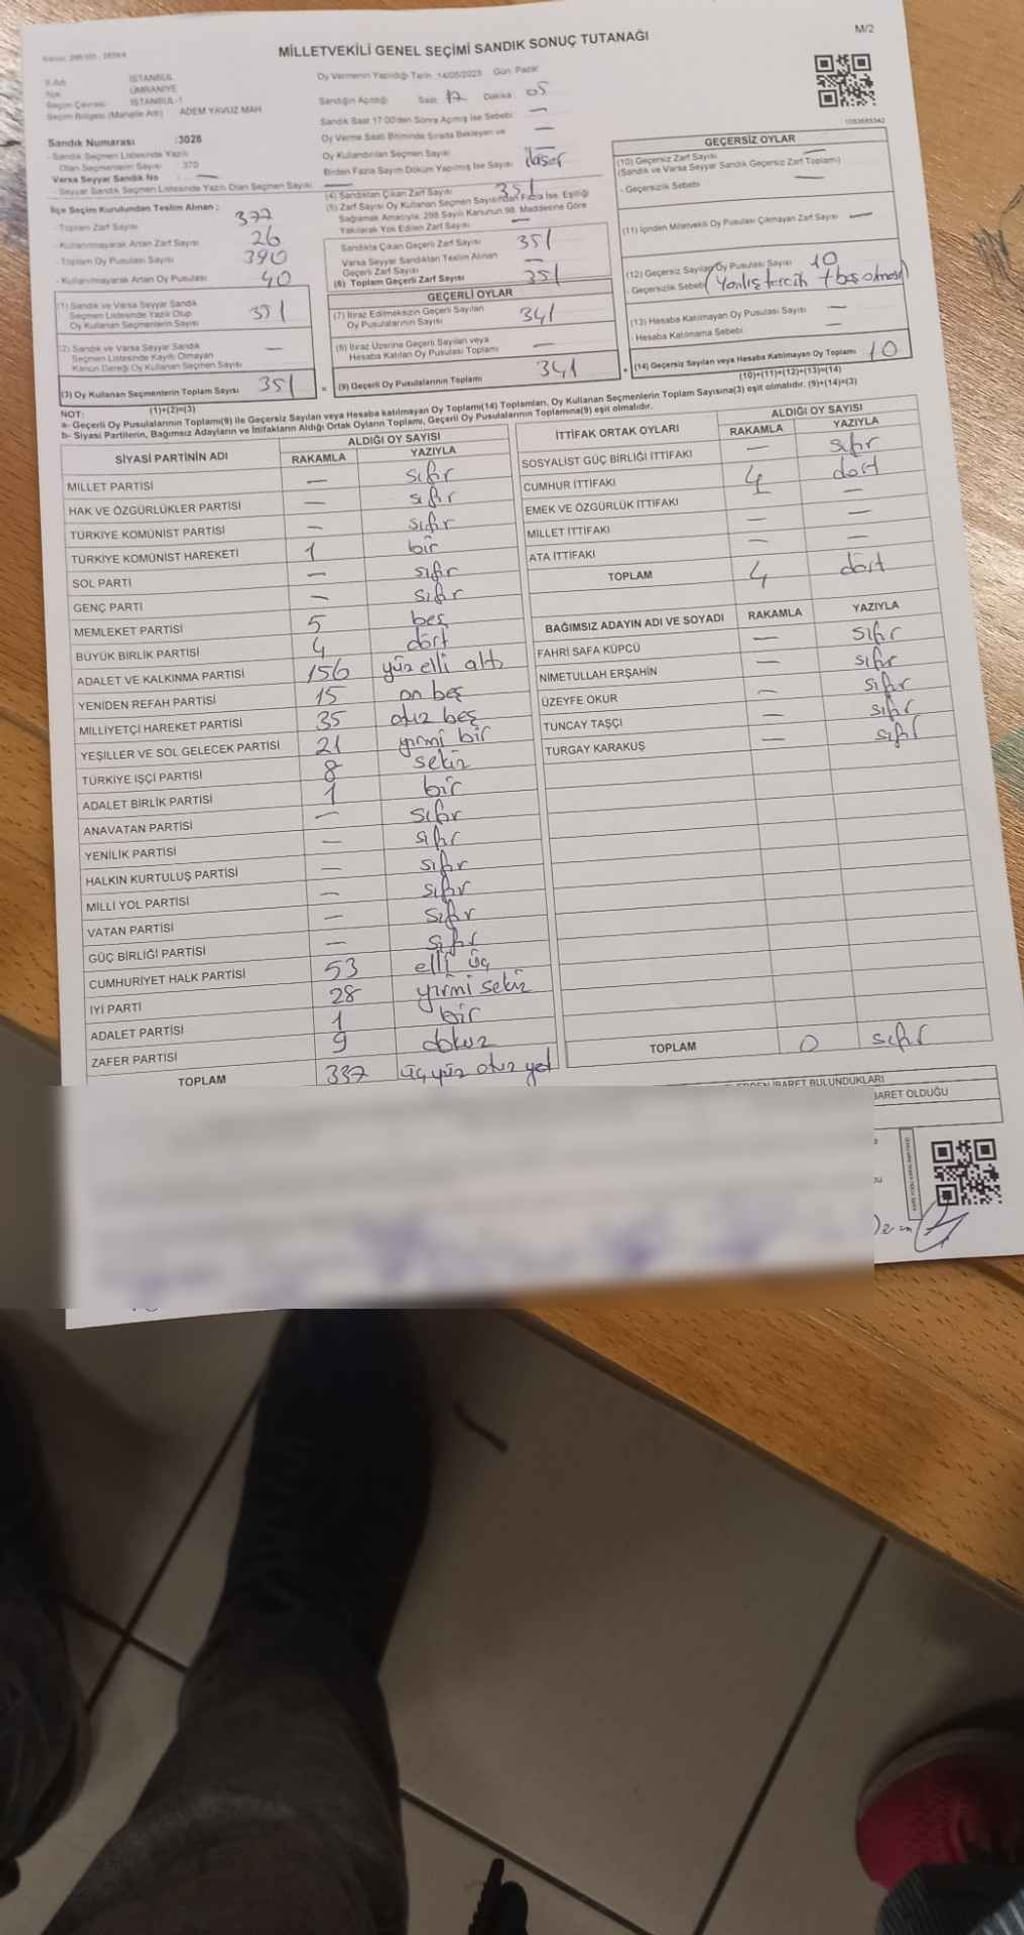 MİLLETVEKİLİ GENEL SEÇİMİ SANDIK SONUÇ TUTANAĞI
M/2
İSTANBUL
ÜMRANİYE
İSTANBUL-1
ADEM YAVUZ MAH
Sandık Numarası :3028
- Sandık Seçmen Listesinde Yazılı
Olan Seçmenlerin Sayısı : 370
Varsa Seyyar Sandık No : —
- Seyyar Sandık Seçmen Listesinde Yazılı Olan Seçmen Sayısı: —
İlçe Seçim Kurulundan Teslim Alınan :
- Toplam Zarf Sayısı 377
- Kullanılmayarak Artan Zarf Sayısı 26
- Toplam Oy Pusulası Sayısı 390
- Kullanılmayarak Artan Oy Pusulası 40
(1) Sandık ve Varsa Seyyar Sandık
Seçmen Listesinde Yazılı Olup
Oy Kullanan Seçmenlerin Sayısı 351
(2) Sandık ve Varsa Seyyar Sandık
Seçmen Listesinde Kayıtlı Olmayan
Kanun Gereği Oy Kullanan Seçmen Sayısı —
(3) Oy Kullanan Seçmenlerin Toplam Sayısı 351
(1)+(2)=(3)
Oy Vermenin Yapıldığı Tarih :14/05/2023 Gün: Pazar
Sandığın Açıldığı Saat: 17 Dakika: 05
Sandık Saat 17:00'den Sonra Açılmış İse Sebebi: —
Oy Verme Saati Bitiminde Sırada Bekleyen ve
Oy Kullandırılan Seçmen Sayısı —
Birden Fazla Sayım Döküm Yapılmış İse Sayısı
(4) Sandıktan Çıkan Zarf Sayısı 351
(5) Zarf Sayısı Oy Kullanan Seçmen Sayısından Fazla İse, Eşitliği
Sağlamak Amacıyla, 298 Sayılı Kanunun 98. Maddesine Göre
Yakılarak Yok Edilen Zarf Sayısı —
Sandıkta Çıkan Geçerli Zarf Sayısı 351
Varsa Seyyar Sandıktan Teslim Alınan
Geçerli Zarf Sayısı —
(6) Toplam Geçerli Zarf Sayısı 351
GEÇERLİ OYLAR
(7) İtiraz Edilmeksizin Geçerli Sayılan
Oy Pusulalarının Sayısı 341
(8) İtiraz Üzerine Geçerli Sayılan veya
Hesaba Katılan Oy Pusulası Toplamı —
= (9) Geçerli Oy Pusulalarının Toplamı 341
GEÇERSİZ OYLAR
(10) Geçersiz Zarf Sayısı —
(Sandık ve Varsa Seyyar Sandık Geçersiz Zarf Toplamı)
- Geçersizlik Sebebi —
(11) İçinden Milletvekili Oy Pusulası Çıkmayan Zarf Sayısı —
(12) Geçersiz Sayılan Oy Pusulası Sayısı 10
- Geçersizlik Sebebi (Yanlış tercih + boş olması)
(13) Hesaba Katılmayan Oy Pusulası Sayısı —
- Hesaba Katılmama Sebebi —
+ (14) Geçersiz Sayılan veya Hesaba Katılmayan Oy Toplamı 10
(10)+(11)+(12)+(13)=(14)
NOT:
a- Geçerli Oy Pusulalarının Toplamı(9) ile Geçersiz Sayılan veya Hesaba katılmayan Oy Toplamı(14) Toplamları, Oy Kullanan Seçmenlerin Toplam Sayısına(3) eşit olmalıdır. (9)+(14)=(3)
b- Siyasi Partilerin, Bağımsız Adayların ve İttifakların Aldığı Ortak Oyların Toplamı, Geçerli Oy Pusulalarının Toplamına(9) eşit olmalıdır.
SİYASİ PARTİNİN ADI ALDIĞI OY SAYISI
RAKAMLA YAZIYLA
MİLLET PARTİSİ — sıfır
HAK VE ÖZGÜRLÜKLER PARTİSİ — sıfır
TÜRKİYE KOMÜNİST PARTİSİ — sıfır
TÜRKİYE KOMÜNİST HAREKETİ 1 bir
SOL PARTİ — sıfır
GENÇ PARTİ — sıfır
MEMLEKET PARTİSİ 5 beş
BÜYÜK BİRLİK PARTİSİ 4 dört
ADALET VE KALKINMA PARTİSİ 156 yüz elli altı
YENİDEN REFAH PARTİSİ 15 on beş
MİLLİYETÇİ HAREKET PARTİSİ 35 otuz beş
YEŞİLLER VE SOL GELECEK PARTİSİ 21 yirmi bir
TÜRKİYE İŞÇİ PARTİSİ 8 sekiz
ADALET BİRLİK PARTİSİ 1 bir
ANAVATAN PARTİSİ — sıfır
YENİLİK PARTİSİ — sıfır
HALKIN KURTULUŞ PARTİSİ — sıfır
MİLLİ YOL PARTİSİ — sıfır
VATAN PARTİSİ — sıfır
GÜÇ BİRLİĞİ PARTİSİ — sıfır
CUMHURİYET HALK PARTİSİ 53 elli üç
İYİ PARTİ 28 yirmi sekiz
ADALET PARTİSİ 1 bir
ZAFER PARTİSİ 9 dokuz
TOPLAM 337 üç yüz otuz yedi
İTTİFAK ORTAK OYLARI ALDIĞI OY SAYISI
RAKAMLA YAZIYLA
SOSYALİST GÜÇ BİRLİĞİ İTTİFAKI — sıfır
CUMHUR İTTİFAKI 4 dört
EMEK VE ÖZGÜRLÜK İTTİFAKI — —
MİLLET İTTİFAKI — —
ATA İTTİFAKI — —
TOPLAM 4 dört
BAĞIMSIZ ADAYIN ADI VE SOYADI RAKAMLA YAZIYLA
FAHRİ SAFA KÜPCÜ — sıfır
NİMETULLAH ERŞAHİN — sıfır
ÜZEYFE OKUR — sıfır
TUNCAY TAŞÇI — sıfır
TURGAY KARAKUŞ — sıfır
TOPLAM 0 sıfır
İBARET BULUNDUKLARI
İBARET OLDUĞU